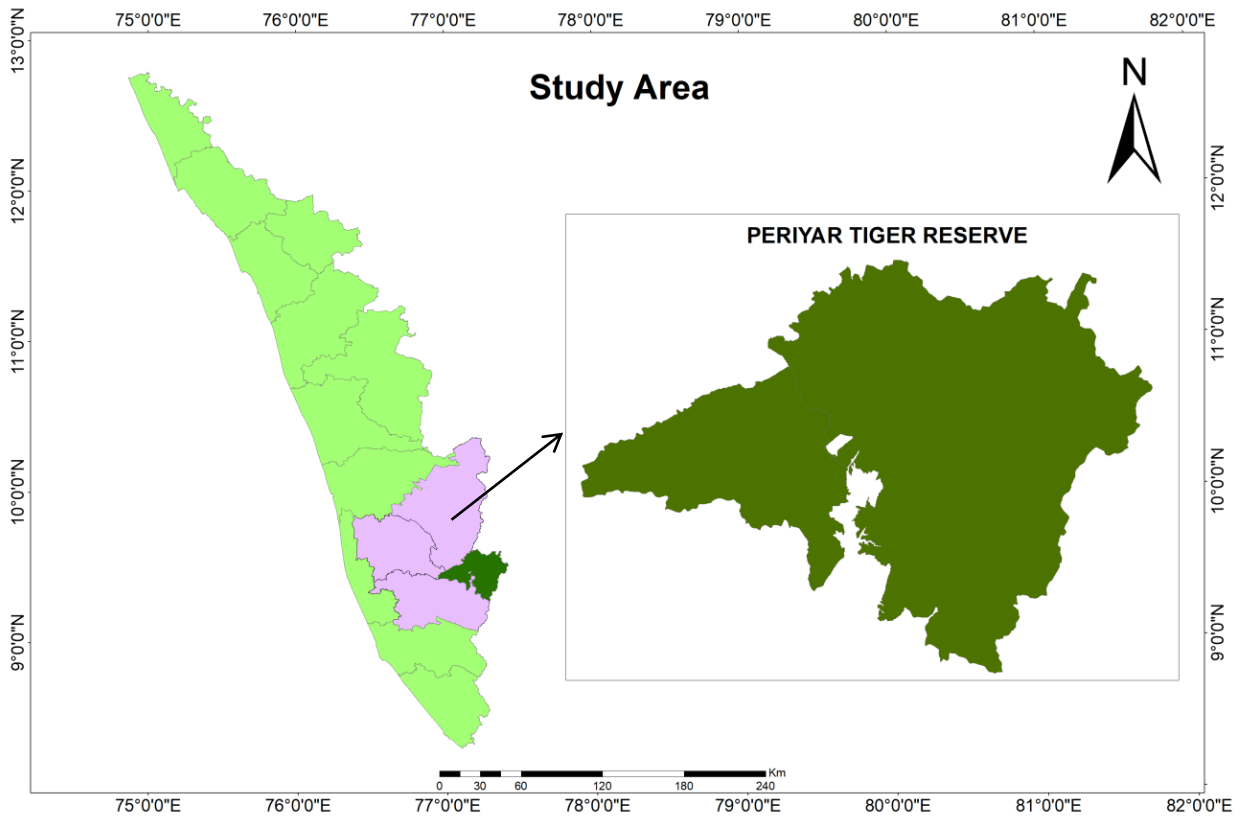 75°0'0"E 76°0'0"E 77°0'0"E 78°0'0"E 79°0'0"E 80°0'0"E 81°0'0"E 82°0'0"E
13°0'0"N
Study Area
N
12°0'0"N 12°0'0"N
PERIYAR TIGER RESERVE
11°0'0"N 11°0'0"N
10°0'0"N 10°0'0"N
9°0'0"N 9°0'0"N
Km
0 30 60 120 180 240
75°0'0"E 76°0'0"E 77°0'0"E 78°0'0"E 79°0'0"E 80°0'0"E 81°0'0"E 82°0'0"E